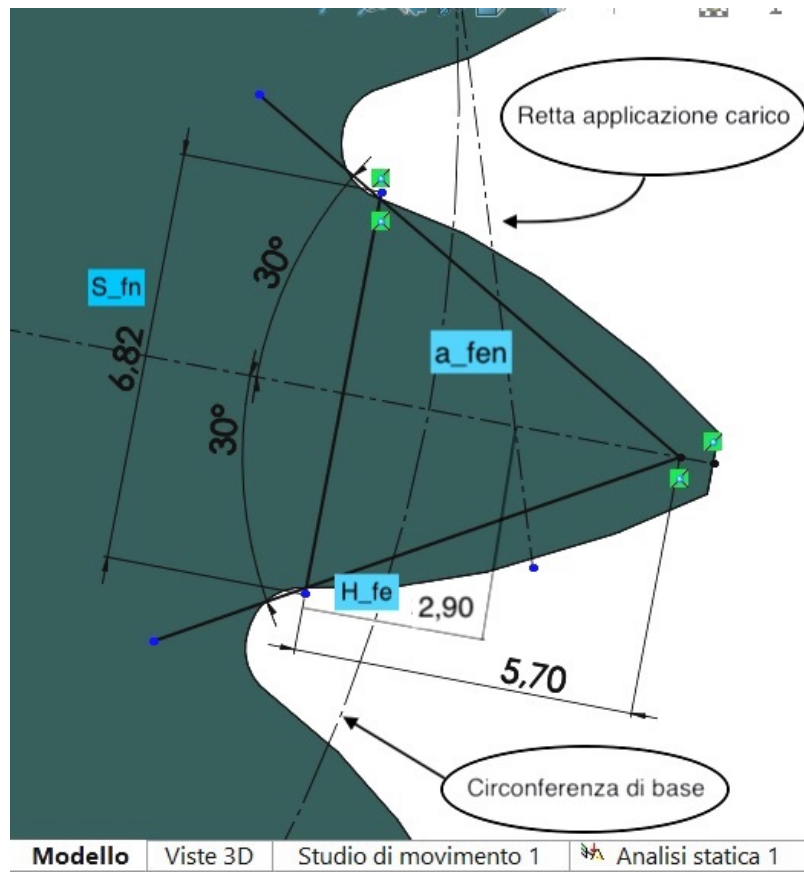 Retta applicazione carico
30°
S_fn
6,82
a_fen
30°
H_fe
2,90
5,70
Circonferenza di base
Modello
Viste 3D
Studio di movimento 1
Analisi statica 1